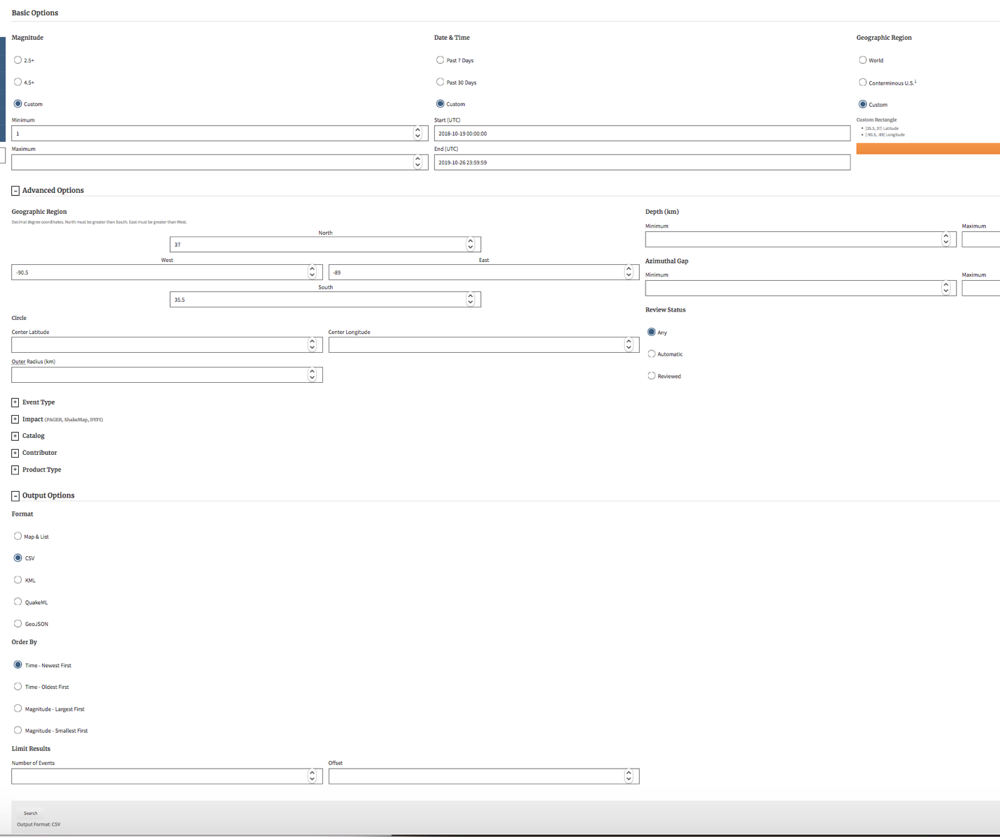 Basic Options
Magnitude
2.5+
4.5+
Custom
Minimum
1
Maximum
Date & Time
Past 7 Days
Past 30 Days
Custom
Start (UTC)
2018-10-19 00:00:00
End (UTC)
2019-10-26 23:59:59
Geographic Region
World
Conterminous U.S.1
Custom
Custom Rectangle
[35.5, 37] Latitude
[-90.5, -89] Longitude
Advanced Options
Geographic Region
Decimal degree coordinates. North must be greater than South. East must be greater than West.
North
37
West
-90.5
East
-89
South
35.5
Circle
Center Latitude
Center Longitude
Outer Radius (km)
Depth (km)
Minimum
Maximum
Azimuthal Gap
Minimum
Maximum
Review Status
Any
Automatic
Reviewed
Event Type
Impact (PAGER, ShakeMap, DYFI)
Catalog
Contributor
Product Type
Output Options
Format
Map & List
CSV
KML
QuakeML
GeoJSON
Order By
Time - Newest First
Time - Oldest First
Magnitude - Largest First
Magnitude - Smallest First
Limit Results
Number of Events
Offset
Search
Output Format: CSV